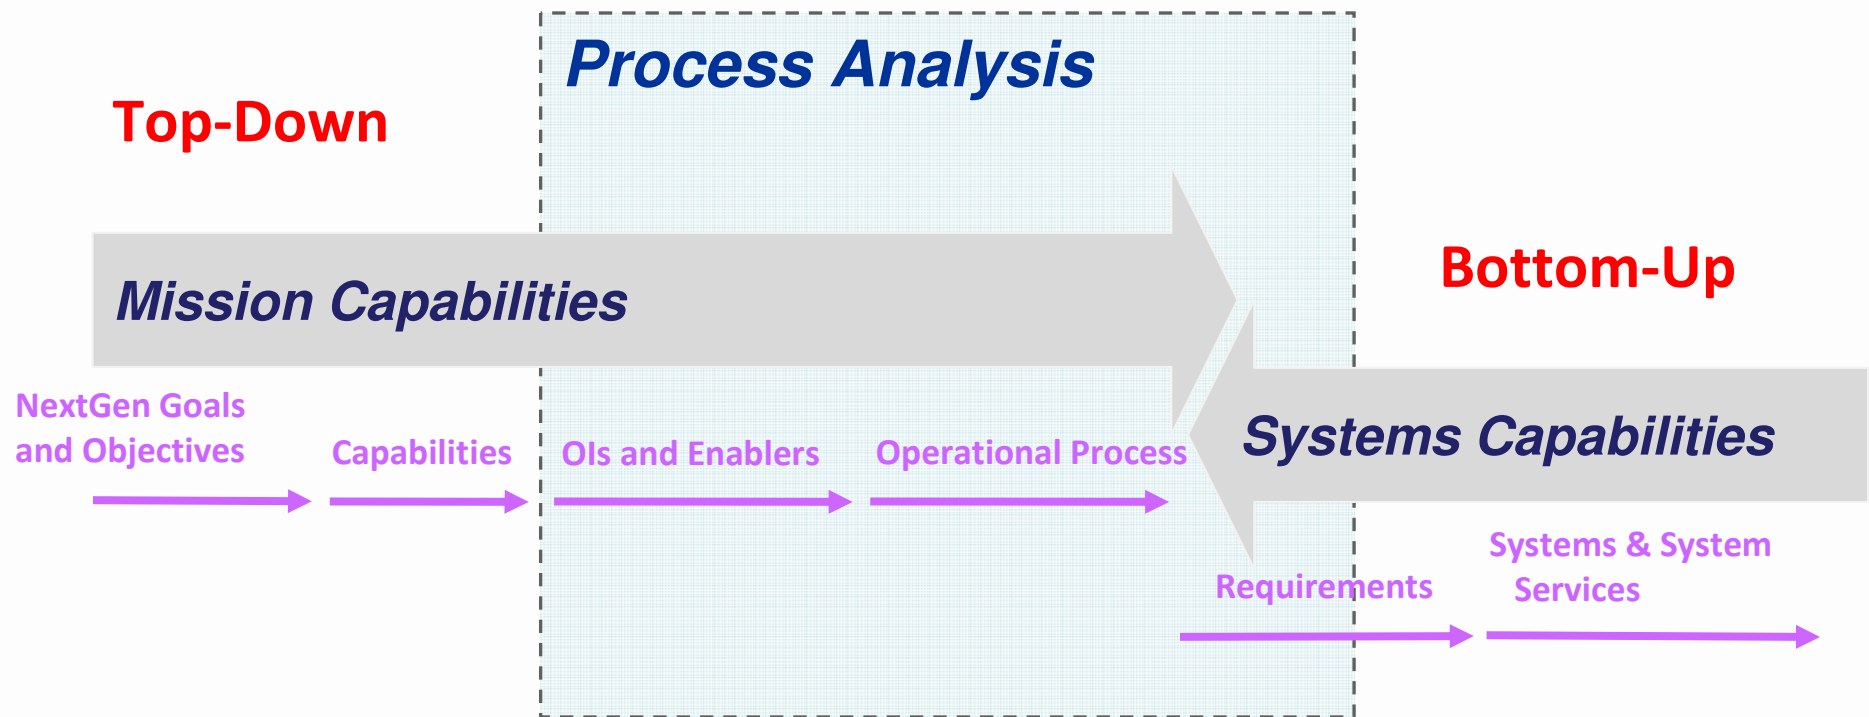 Process Analysis
Top-Down
Bottom-Up
Mission Capabilities
NextGen Goals
and Objectives
Capabilities
OIs and Enablers
Operational Process
Systems Capabilities
Requirements
Systems & System
Services